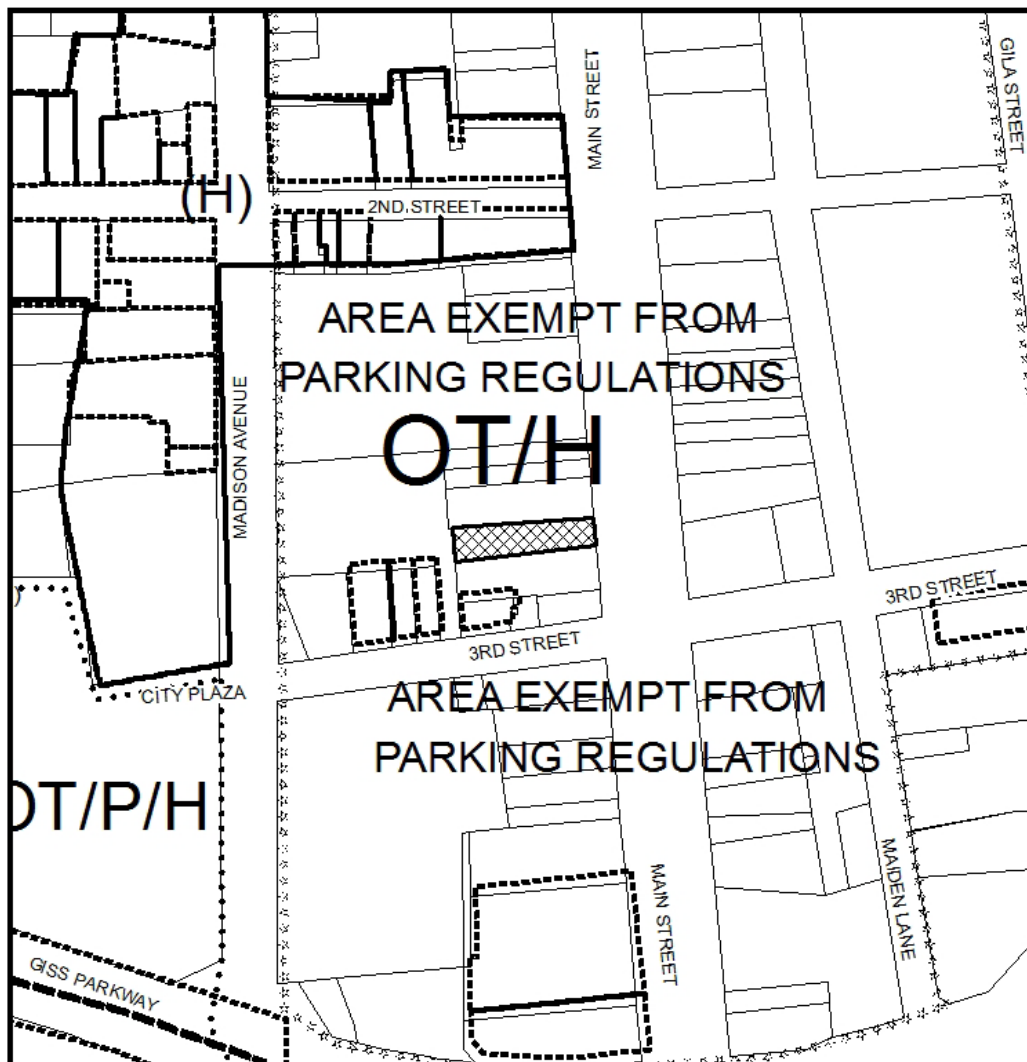 MAIN STREET
GILA STREET
(H)
2ND STREET
AREA EXEMPT FROM
PARKING REGULATIONS
OT/H
MADISON AVENUE
3RD STREET
)
3RD STREET
CITY PLAZA
AREA EXEMPT FROM
PARKING REGULATIONS
OT/P/H
MAIN STREET
MAIDEN LANE
GISS PARKWAY